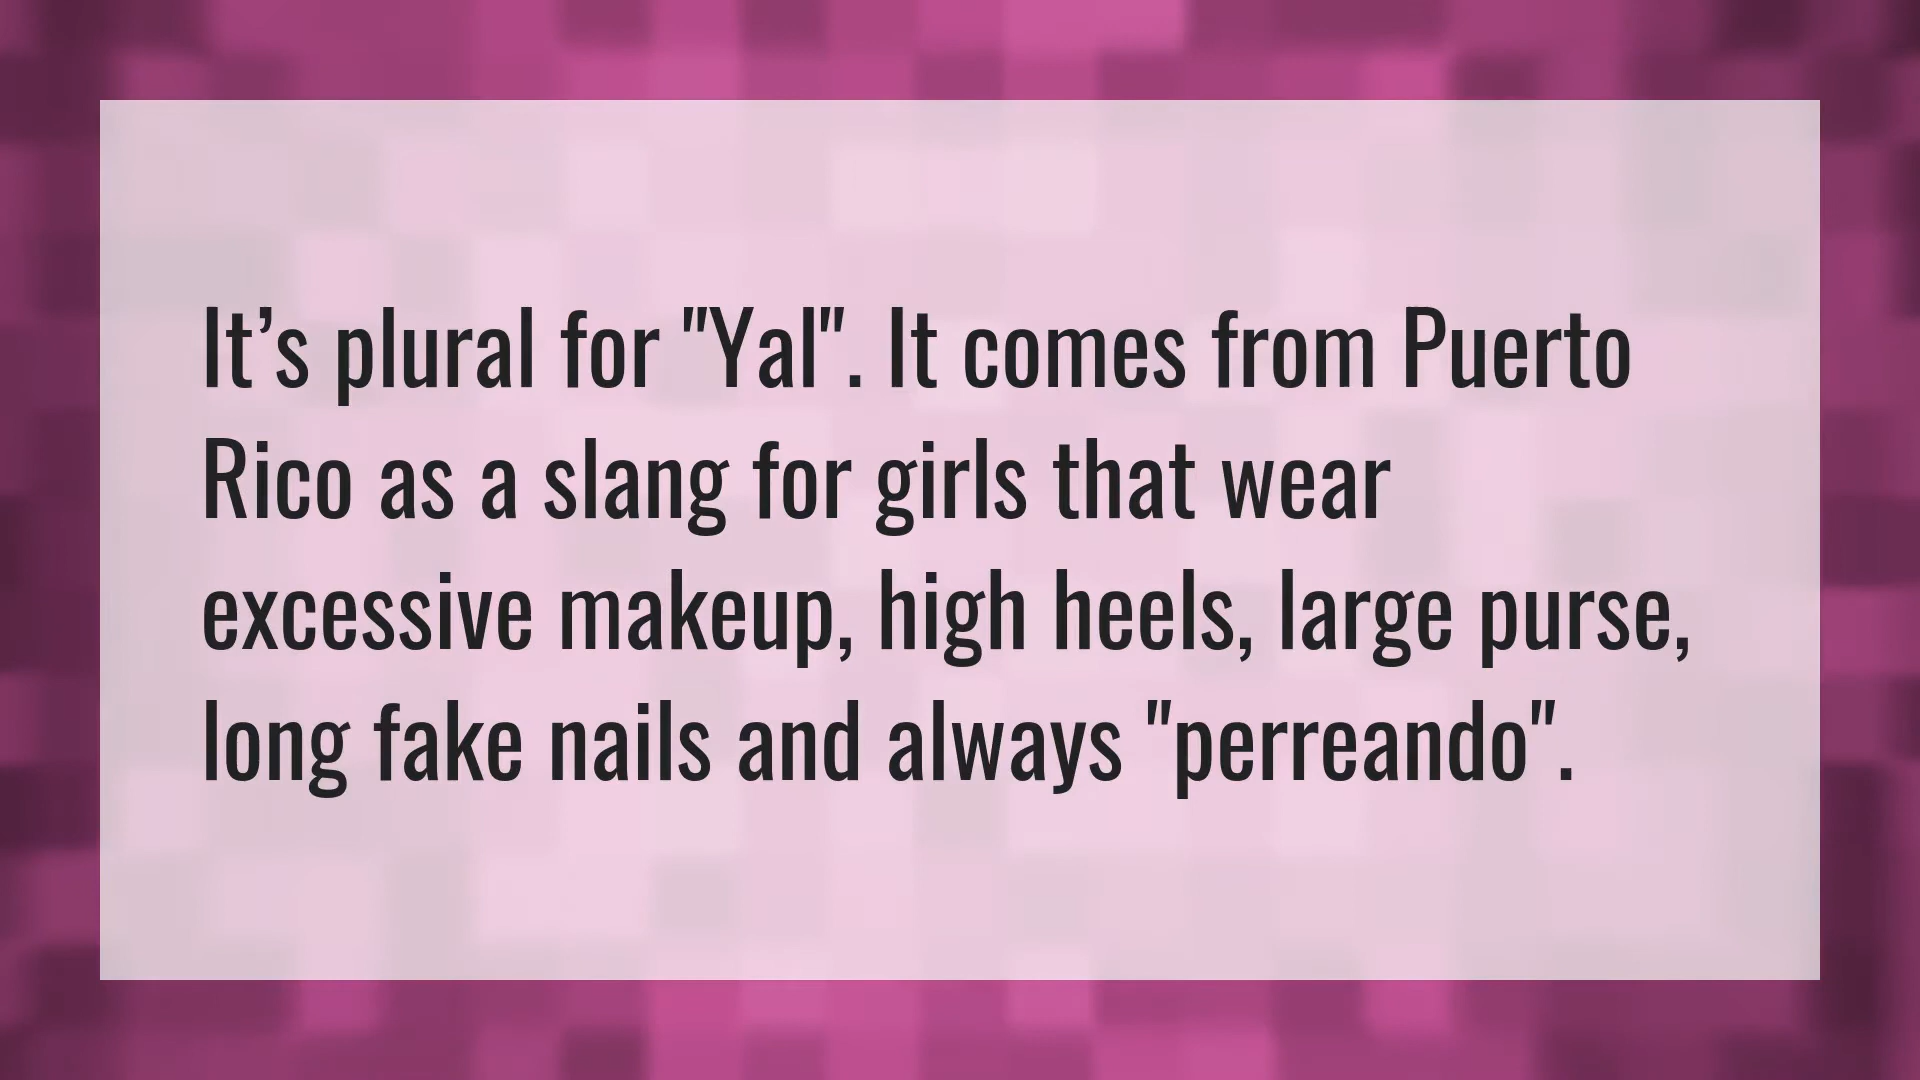 It’s plural for "Yal". It comes from Puerto
Rico as a slang for girls that wear
excessive makeup, high heels, large purse,
long fake nails and always "perreando".